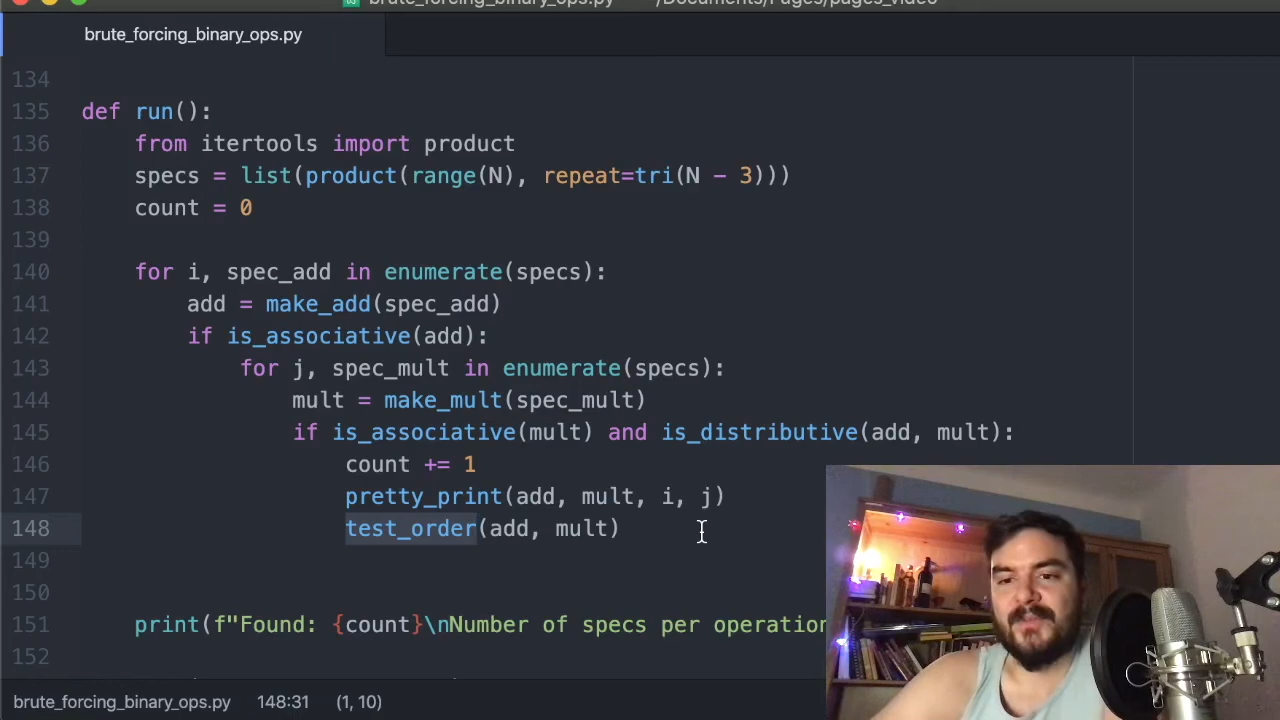 brute_forcing_binary_ops.py ~/Documents/Pages/pages_video
brute_forcing_binary_ops.py
134
135 def run():
136     from itertools import product
137     specs = list(product(range(N), repeat=tri(N - 3)))
138     count = 0
139
140     for i, spec_add in enumerate(specs):
141         add = make_add(spec_add)
142         if is_associative(add):
143             for j, spec_mult in enumerate(specs):
144                 mult = make_mult(spec_mult)
145                 if is_associative(mult) and is_distributive(add, mult):
146                     count += 1
147                     pretty_print(add, mult, i, j)
148                     test_order(add, mult)
149
150
151     print(f"Found: {count}\nNumber of specs per operation
152
brute_forcing_binary_ops.py 148:31 (1, 10)